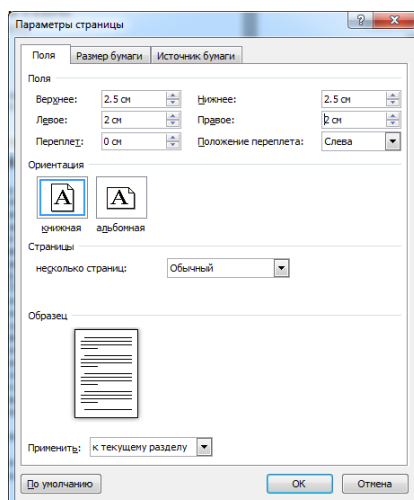 Параметры страницы
Поля Размер бумаги Источник бумаги
Поля
Верхнее: 2.5 см Нижнее: 2.5 см
Левое: 2 см Правое: 2 см
Переплет: 0 см Положение переплета: Слева
Ориентация
A A
книжная альбомная
Страницы
несколько страниц: Обычный
Образец
Применить: к текущему разделу
По умолчанию ОК Отмена